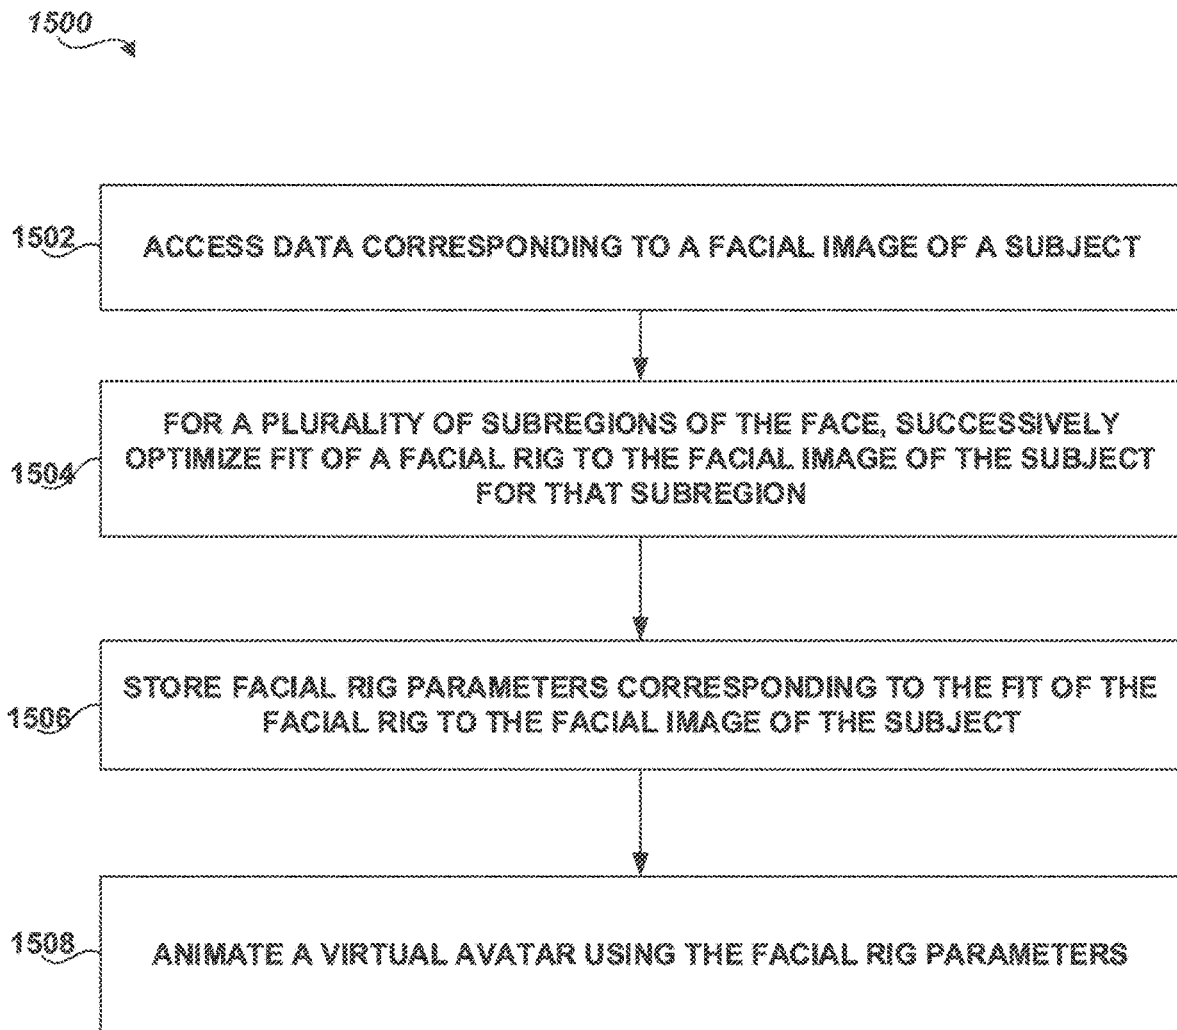 1500
1502
ACCESS DATA CORRESPONDING TO A FACIAL IMAGE OF A SUBJECT
FOR A PLURALITY OF SUBREGIONS OF THE FACE, SUCCESSIVELY
1504
OPTIMIZE FIT OF A FACIAL RIG TO THE FACIAL IMAGE OF THE SUBJECT
FOR THAT SUBREGION
STORE FACIAL RIG PARAMETERS CORRESPONDING TO THE FIT OF THE
1506
FACIAL RIG TO THE FACIAL IMAGE OF THE SUBJECT
1508
ANIMATE A VIRTUAL AVATAR USING THE FACIAL RIG PARAMETERS